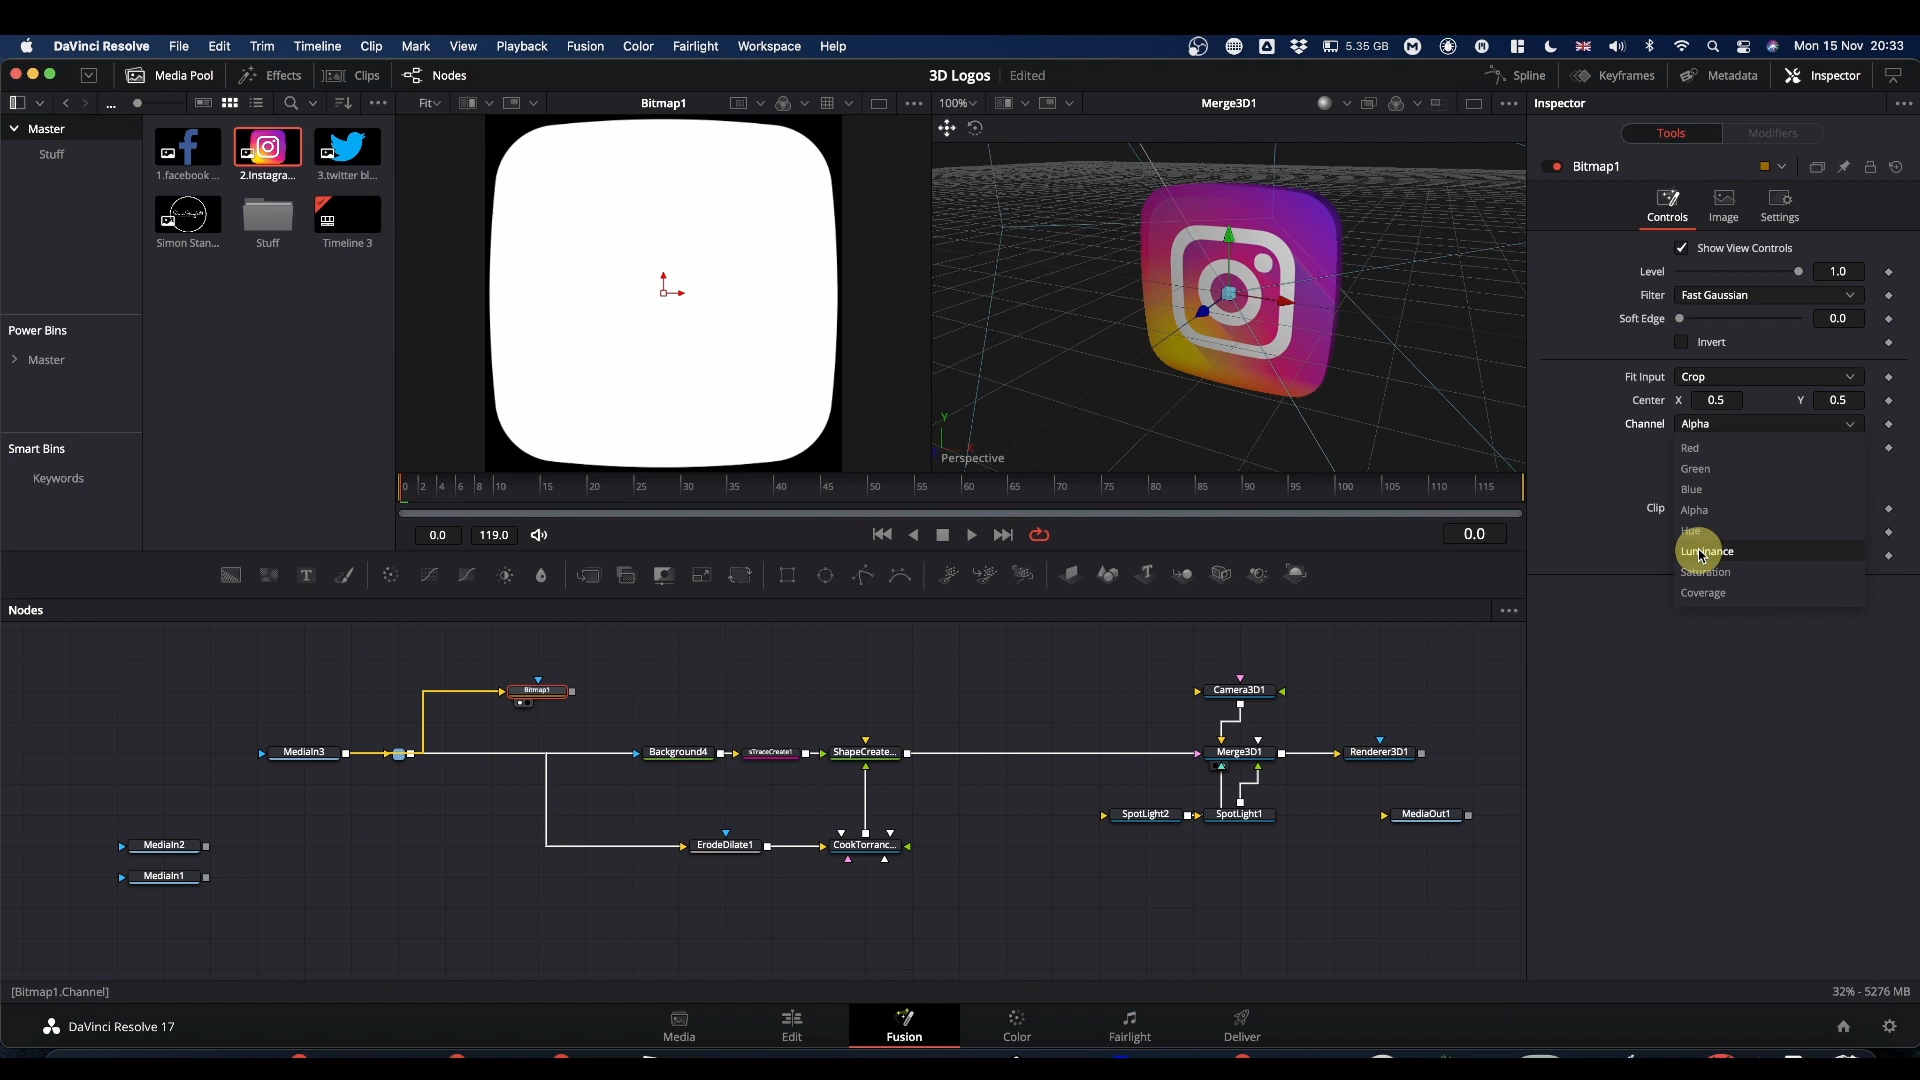 DaVinci Resolve File Edit Trim Timeline Clip Mark View Playback Fusion Color Fairlight Workspace Help 5.35 GB Mon 15 Nov 20:33
Media Pool Effects Clips Nodes 3D Logos Edited Spline Keyframes Metadata Inspector
... Fit Bitmap1 100% Merge3D1 Inspector
Master
Stuff
1.facebook ... 2.Instagra... 3.twitter bl...
Simon Stan... Stuff Timeline 3
Power Bins
Master
Smart Bins
Keywords
Y
X
Perspective
0 2 4 6 8 10 15 20 25 30 35 40 45 50 55 60 65 70 75 80 85 90 95 100 105 110 115
0.0 119.0 0.0
Tools Modifiers
Bitmap1
Controls Image Settings
Show View Controls
Level 1.0
Filter Fast Gaussian
Soft Edge 0.0
Invert
Fit Input Crop
Center X 0.5 Y 0.5
Channel Alpha
Red
Green
Blue
Clip
Alpha
Hue
Luminance
Saturation
Coverage
T
Nodes
Bitmap1 Camera3D1
MediaIn3 Background4 sTraceCreate1 ShapeCreate... Merge3D1 Renderer3D1
SpotLight2 SpotLight1 MediaOut1
MediaIn2 ErodeDilate1 CookTorranc...
MediaIn1
[Bitmap1.Channel] 32% - 5276 MB
DaVinci Resolve 17 Media Edit Fusion Color Fairlight Deliver